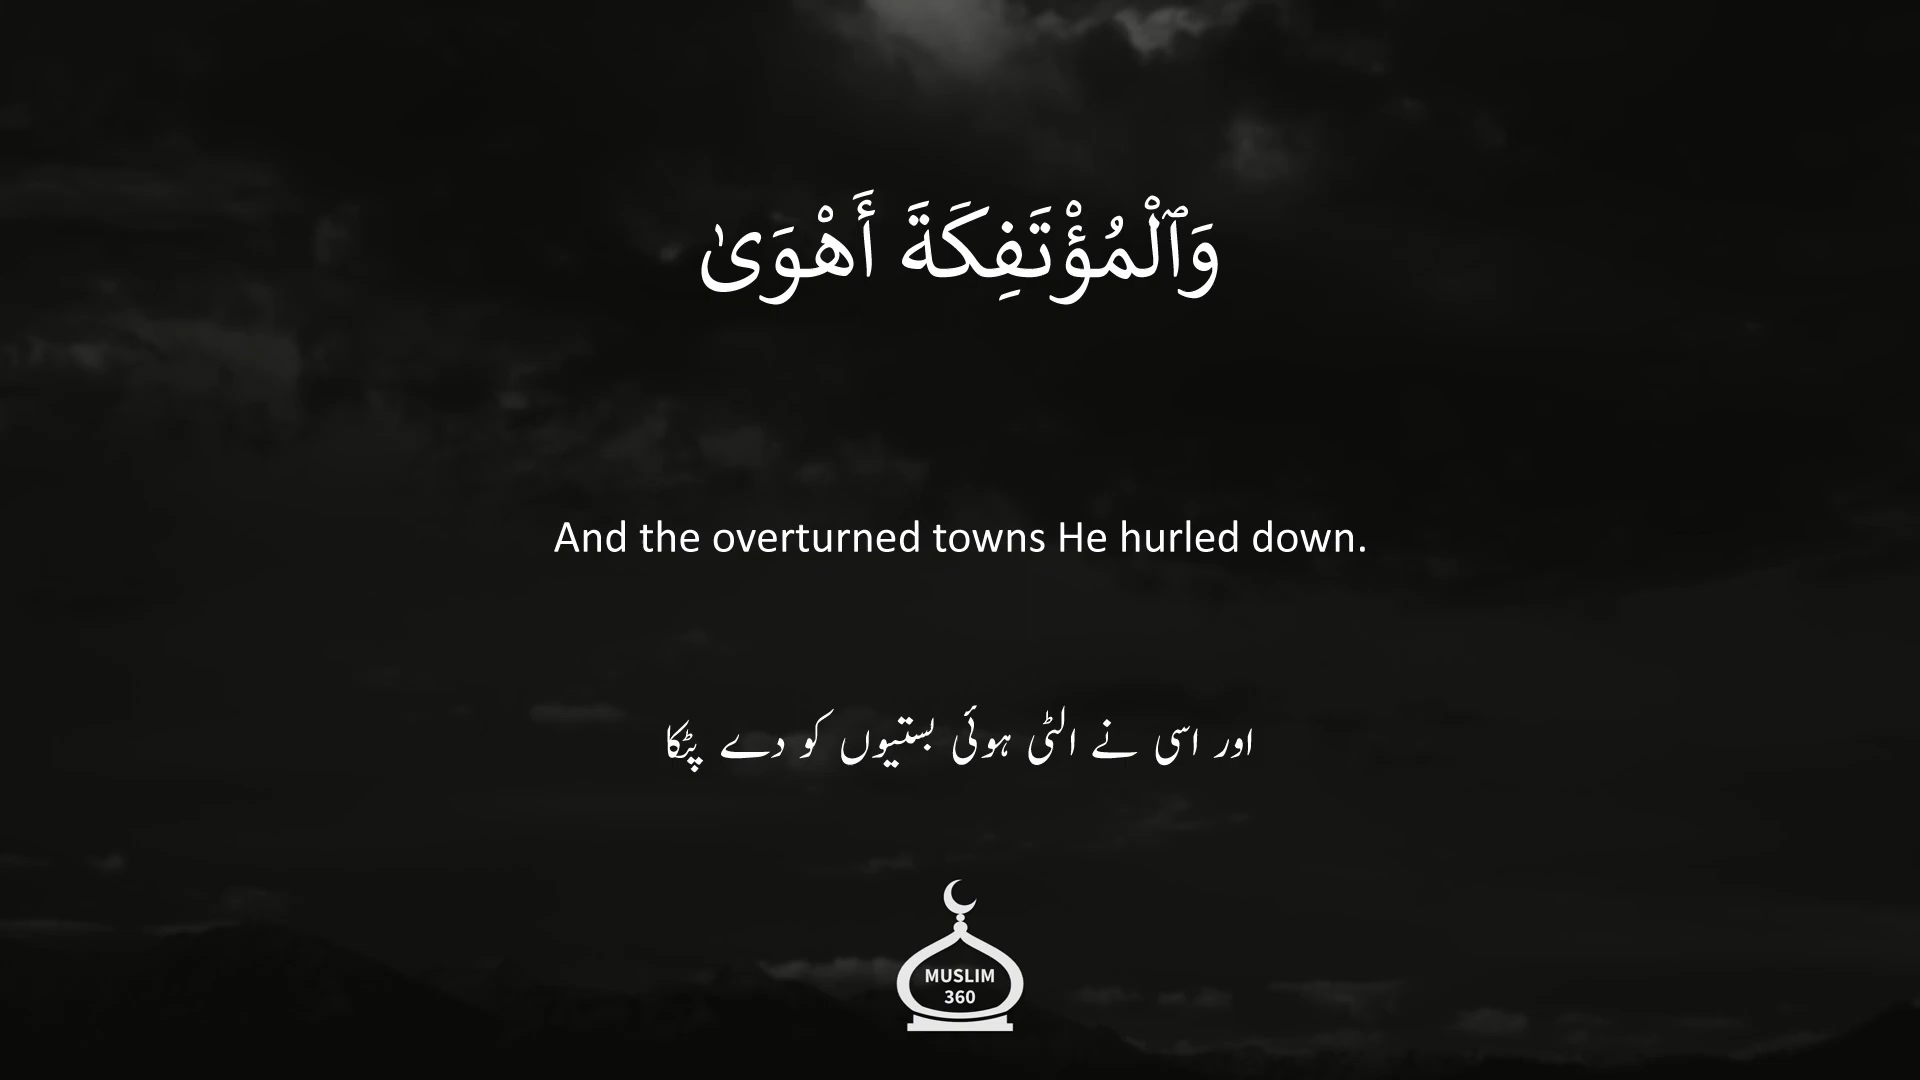 وَٱلْمُؤْتَفِكَةَ أَهْوَىٰ
And the overturned towns He hurled down.
اور اسی نے الٹی ہوئی بستیوں کو دے پٹکا
MUSLIM
360